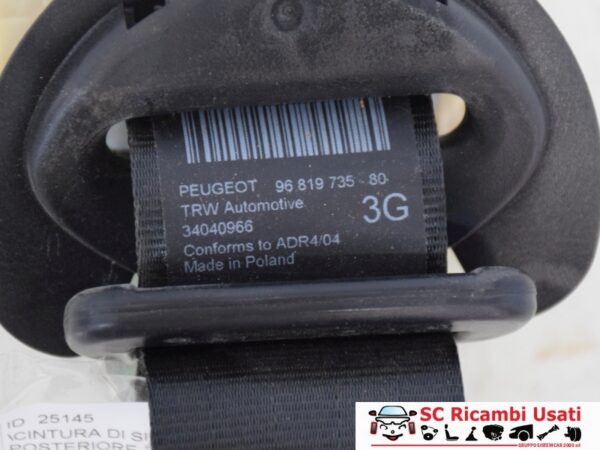 PEUGEOT 96 819 735 - 80
TRW Automotive
34040966
3G
Conforms to ADR4/04
Made in Poland
ID 25145
CINTURA DI
POSTERIORE
SC Ricambi Usati